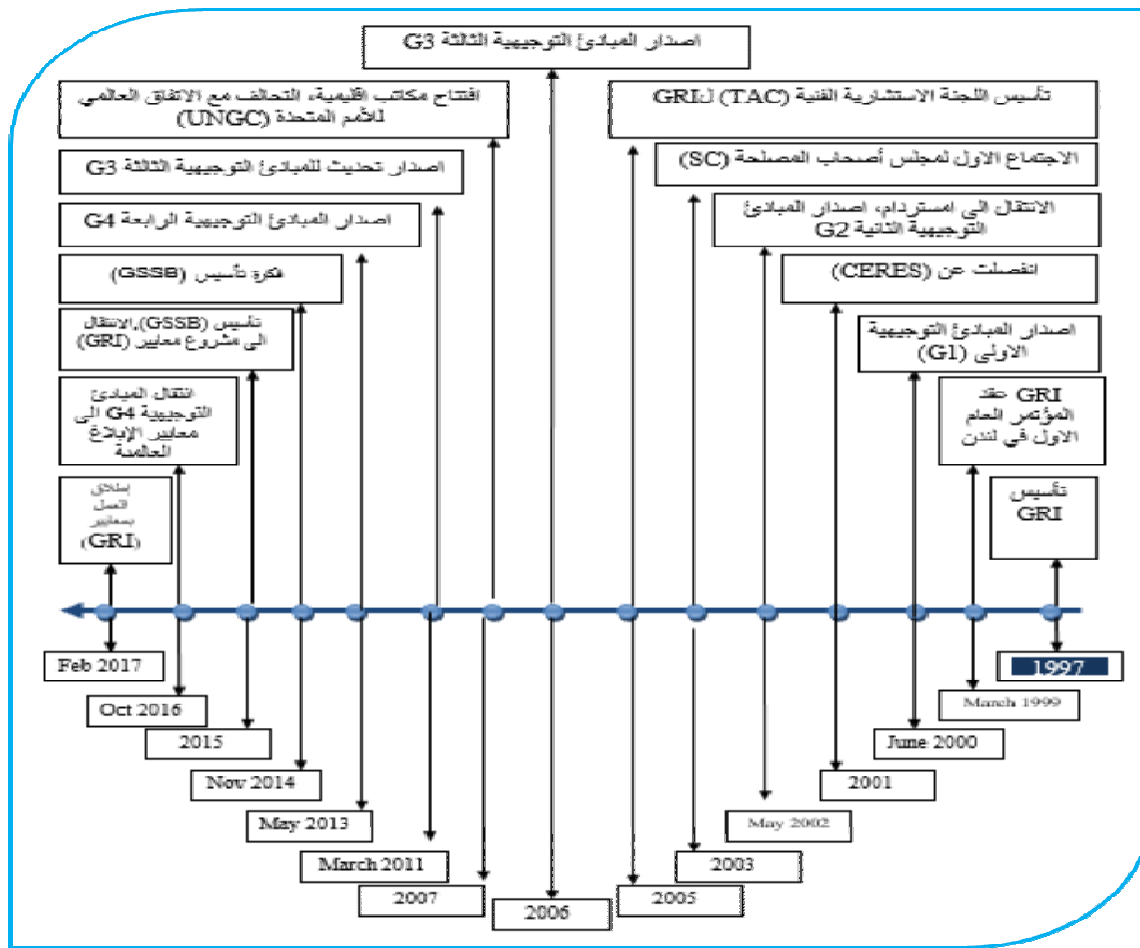 اصدار المبادئ التوجيهية الثالثة G3
تأسيس اللجنة الاستشارية الفنية (TAC) لـGRI
الاجتماع الاول لمجلس أصحاب المصلحة (SC)
الانتقال الى امستردام، اصدار المبادئ
التوجيهية الثانية G2
انفصلت عن (CERES)
اصدار المبادئ التوجيهية
الاولى (G1)
GRI عقد
المؤتمر العام
الاول في لندن
تأسيس
GRI
افتتاح مكاتب اقليمية، التحالف مع الاتفاق العالمي
للأمم المتحدة (UNGC)
اصدار تحديث للمبادئ التوجيهية الثالثة G3
اصدار المبادئ التوجيهية الرابعة G4
فكرة تأسيس (GSSB)
تأسيس (GSSB)،الانتقال
الى مشروع معايير (GRI)
انتقال المبادئ
التوجيهية G4 الى
معايير الإبلاغ
العالمية
إطلاق
العمل
بمعايير
(GRI)
1997
March 1999
June 2000
2001
May 2002
2003
2005
2006
2007
March 2011
May 2013
Nov 2014
2015
Oct 2016
Feb 2017